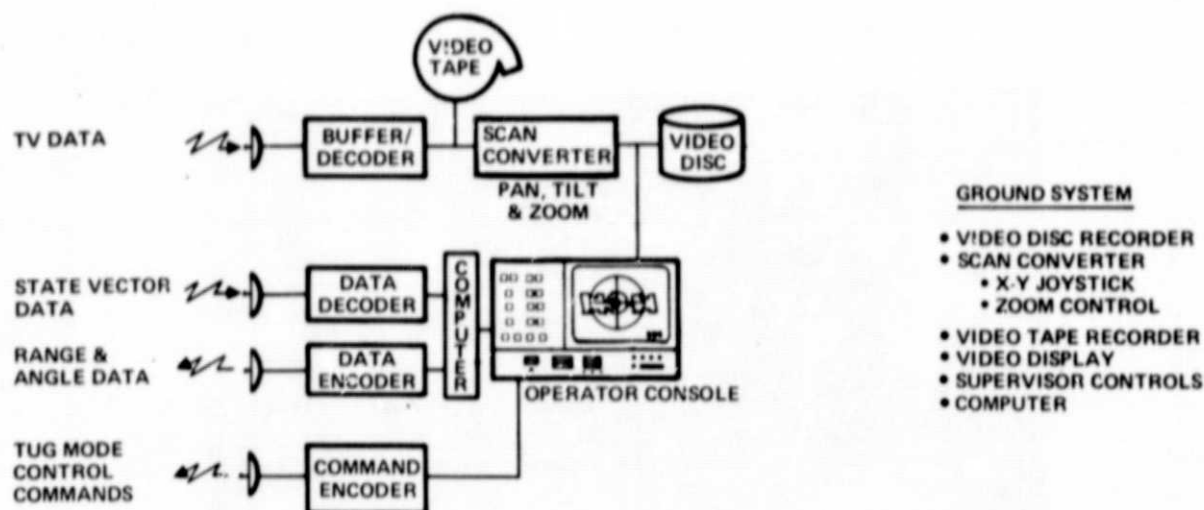 VIDEO
TAPE
TV DATA
BUFFER/
DECODER
SCAN
CONVERTER
VIDEO
DISC
PAN, TILT
& ZOOM
STATE VECTOR
DATA
DATA
DECODER
COMPUTER
RANGE &
ANGLE DATA
DATA
ENCODER
OPERATOR CONSOLE
TUG MODE
CONTROL
COMMANDS
COMMAND
ENCODER
GROUND SYSTEM
• VIDEO DISC RECORDER
• SCAN CONVERTER
• X-Y JOYSTICK
• ZOOM CONTROL
• VIDEO TAPE RECORDER
• VIDEO DISPLAY
• SUPERVISOR CONTROLS
• COMPUTER